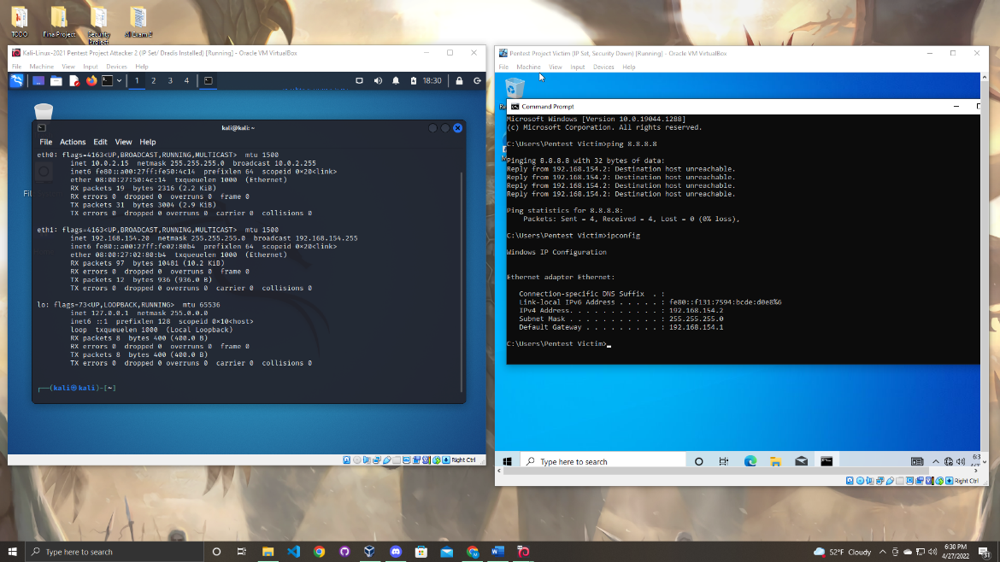 TODO
Final Project
Security
Project
AI Exam 2
Kali-Linux-2021 Pentest Project Attacker 2 (IP Set/ Dradis Installed) [Running] - Oracle VM VirtualBox
File Machine View Input Devices Help
1 2 3 4
18:30
kali@kali: ~
File Actions Edit View Help
eth0: flags=4163<UP,BROADCAST,RUNNING,MULTICAST> mtu 1500
inet 10.0.2.15 netmask 255.255.255.0 broadcast 10.0.2.255
inet6 fe80::a00:27ff:fe50:4c14 prefixlen 64 scopeid 0×20<link>
ether 08:00:27:50:4c:14 txqueuelen 1000 (Ethernet)
RX packets 19 bytes 2316 (2.2 KiB)
RX errors 0 dropped 0 overruns 0 frame 0
TX packets 31 bytes 3004 (2.9 KiB)
TX errors 0 dropped 0 overruns 0 carrier 0 collisions 0
eth1: flags=4163<UP,BROADCAST,RUNNING,MULTICAST> mtu 1500
inet 192.168.154.20 netmask 255.255.255.0 broadcast 192.168.154.255
inet6 fe80::a00:27ff:fe02:80b4 prefixlen 64 scopeid 0×20<link>
ether 08:00:27:02:80:b4 txqueuelen 1000 (Ethernet)
RX packets 97 bytes 10481 (10.2 KiB)
RX errors 0 dropped 0 overruns 0 frame 0
TX packets 12 bytes 936 (936.0 B)
TX errors 0 dropped 0 overruns 0 carrier 0 collisions 0
lo: flags=73<UP,LOOPBACK,RUNNING> mtu 65536
inet 127.0.0.1 netmask 255.0.0.0
inet6 ::1 prefixlen 128 scopeid 0×10<host>
loop txqueuelen 1000 (Local Loopback)
RX packets 8 bytes 400 (400.0 B)
RX errors 0 dropped 0 overruns 0 frame 0
TX packets 8 bytes 400 (400.0 B)
TX errors 0 dropped 0 overruns 0 carrier 0 collisions 0
┌──(kali㉿kali)-[~]
Right Ctrl
Pentest Project Victim (IP Set, Security Down) [Running] - Oracle VM VirtualBox
File Machine View Input Devices Help
Command Prompt
Microsoft Windows [Version 10.0.19044.1288]
(c) Microsoft Corporation. All rights reserved.
C:\Users\Pentest Victim>ping 8.8.8.8
Pinging 8.8.8.8 with 32 bytes of data:
Reply from 192.168.154.2: Destination host unreachable.
Reply from 192.168.154.2: Destination host unreachable.
Reply from 192.168.154.2: Destination host unreachable.
Reply from 192.168.154.2: Destination host unreachable.
Ping statistics for 8.8.8.8:
Packets: Sent = 4, Received = 4, Lost = 0 (0% loss),
C:\Users\Pentest Victim>ipconfig
Windows IP Configuration
Ethernet adapter Ethernet:
Connection-specific DNS Suffix . :
Link-local IPv6 Address . . . . . : fe80::f131:7594:bcde:d0e8%6
IPv4 Address. . . . . . . . . . . : 192.168.154.2
Subnet Mask . . . . . . . . . . . : 255.255.255.0
Default Gateway . . . . . . . . . : 192.168.154.1
C:\Users\Pentest Victim>
Type here to search
6:3
Right Ctrl
Type here to search
52°F Cloudy
6:30 PM
4/27/2022
31